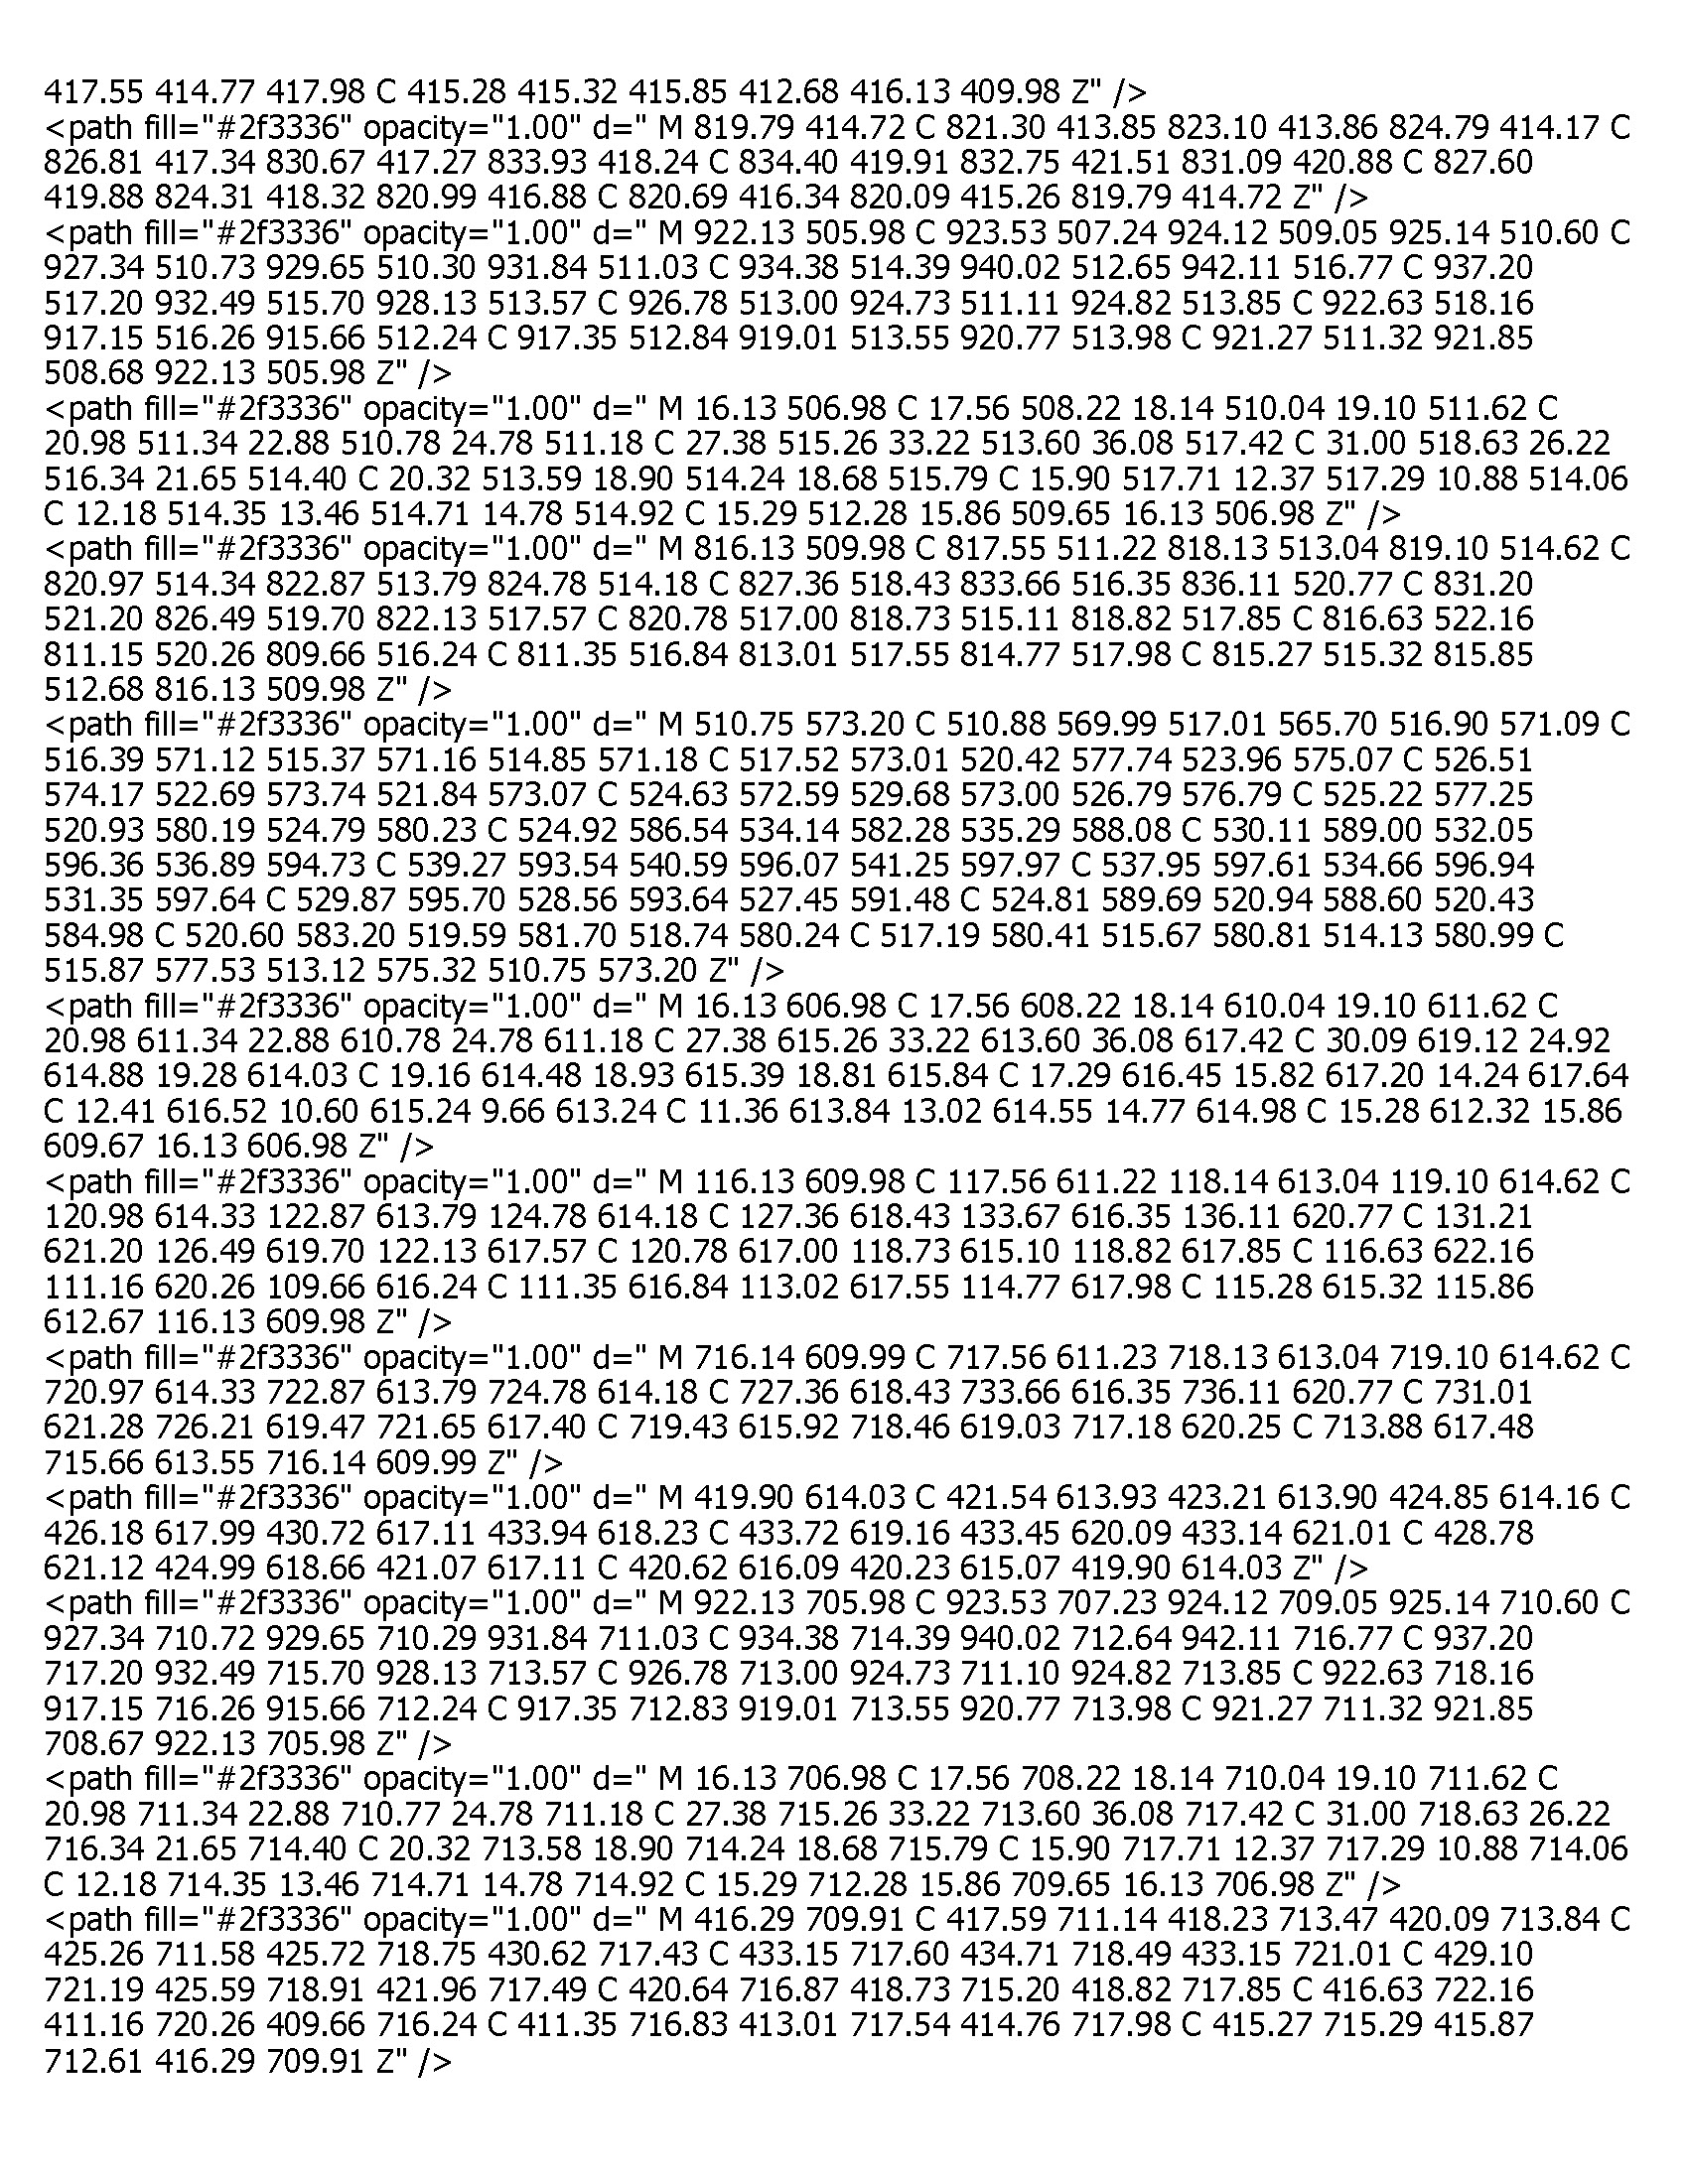 417.55 414.77 417.98 C 415.28 415.32 415.85 412.68 416.13 409.98 Z" />
<path fill="#2f3336" opacity="1.00" d=" M 819.79 414.72 C 821.30 413.85 823.10 413.86 824.79 414.17 C
826.81 417.34 830.67 417.27 833.93 418.24 C 834.40 419.91 832.75 421.51 831.09 420.88 C 827.60
419.88 824.31 418.32 820.99 416.88 C 820.69 416.34 820.09 415.26 819.79 414.72 Z" />
<path fill="#2f3336" opacity="1.00" d=" M 922.13 505.98 C 923.53 507.24 924.12 509.05 925.14 510.60 C
927.34 510.73 929.65 510.30 931.84 511.03 C 934.38 514.39 940.02 512.65 942.11 516.77 C 937.20
517.20 932.49 515.70 928.13 513.57 C 926.78 513.00 924.73 511.11 924.82 513.85 C 922.63 518.16
917.15 516.26 915.66 512.24 C 917.35 512.84 919.01 513.55 920.77 513.98 C 921.27 511.32 921.85
508.68 922.13 505.98 Z" />
<path fill="#2f3336" opacity="1.00" d=" M 16.13 506.98 C 17.56 508.22 18.14 510.04 19.10 511.62 C
20.98 511.34 22.88 510.78 24.78 511.18 C 27.38 515.26 33.22 513.60 36.08 517.42 C 31.00 518.63 26.22
516.34 21.65 514.40 C 20.32 513.59 18.90 514.24 18.68 515.79 C 15.90 517.71 12.37 517.29 10.88 514.06
C 12.18 514.35 13.46 514.71 14.78 514.92 C 15.29 512.28 15.86 509.65 16.13 506.98 Z" />
<path fill="#2f3336" opacity="1.00" d=" M 816.13 509.98 C 817.55 511.22 818.13 513.04 819.10 514.62 C
820.97 514.34 822.87 513.79 824.78 514.18 C 827.36 518.43 833.66 516.35 836.11 520.77 C 831.20
521.20 826.49 519.70 822.13 517.57 C 820.78 517.00 818.73 515.11 818.82 517.85 C 816.63 522.16
811.15 520.26 809.66 516.24 C 811.35 516.84 813.01 517.55 814.77 517.98 C 815.27 515.32 815.85
512.68 816.13 509.98 Z" />
<path fill="#2f3336" opacity="1.00" d=" M 510.75 573.20 C 510.88 569.99 517.01 565.70 516.90 571.09 C
516.39 571.12 515.37 571.16 514.85 571.18 C 517.52 573.01 520.42 577.74 523.96 575.07 C 526.51
574.17 522.69 573.74 521.84 573.07 C 524.63 572.59 529.68 573.00 526.79 576.79 C 525.22 577.25
520.93 580.19 524.79 580.23 C 524.92 586.54 534.14 582.28 535.29 588.08 C 530.11 589.00 532.05
596.36 536.89 594.73 C 539.27 593.54 540.59 596.07 541.25 597.97 C 537.95 597.61 534.66 596.94
531.35 597.64 C 529.87 595.70 528.56 593.64 527.45 591.48 C 524.81 589.69 520.94 588.60 520.43
584.98 C 520.60 583.20 519.59 581.70 518.74 580.24 C 517.19 580.41 515.67 580.81 514.13 580.99 C
515.87 577.53 513.12 575.32 510.75 573.20 Z" />
<path fill="#2f3336" opacity="1.00" d=" M 16.13 606.98 C 17.56 608.22 18.14 610.04 19.10 611.62 C
20.98 611.34 22.88 610.78 24.78 611.18 C 27.38 615.26 33.22 613.60 36.08 617.42 C 30.09 619.12 24.92
614.88 19.28 614.03 C 19.16 614.48 18.93 615.39 18.81 615.84 C 17.29 616.45 15.82 617.20 14.24 617.64
C 12.41 616.52 10.60 615.24 9.66 613.24 C 11.36 613.84 13.02 614.55 14.77 614.98 C 15.28 612.32 15.86
609.67 16.13 606.98 Z" />
<path fill="#2f3336" opacity="1.00" d=" M 116.13 609.98 C 117.56 611.22 118.14 613.04 119.10 614.62 C
120.98 614.33 122.87 613.79 124.78 614.18 C 127.36 618.43 133.67 616.35 136.11 620.77 C 131.21
621.20 126.49 619.70 122.13 617.57 C 120.78 617.00 118.73 615.10 118.82 617.85 C 116.63 622.16
111.16 620.26 109.66 616.24 C 111.35 616.84 113.02 617.55 114.77 617.98 C 115.28 615.32 115.86
612.67 116.13 609.98 Z" />
<path fill="#2f3336" opacity="1.00" d=" M 716.14 609.99 C 717.56 611.23 718.13 613.04 719.10 614.62 C
720.97 614.33 722.87 613.79 724.78 614.18 C 727.36 618.43 733.66 616.35 736.11 620.77 C 731.01
621.28 726.21 619.47 721.65 617.40 C 719.43 615.92 718.46 619.03 717.18 620.25 C 713.88 617.48
715.66 613.55 716.14 609.99 Z" />
<path fill="#2f3336" opacity="1.00" d=" M 419.90 614.03 C 421.54 613.93 423.21 613.90 424.85 614.16 C
426.18 617.99 430.72 617.11 433.94 618.23 C 433.72 619.16 433.45 620.09 433.14 621.01 C 428.78
621.12 424.99 618.66 421.07 617.11 C 420.62 616.09 420.23 615.07 419.90 614.03 Z" />
<path fill="#2f3336" opacity="1.00" d=" M 922.13 705.98 C 923.53 707.23 924.12 709.05 925.14 710.60 C
927.34 710.72 929.65 710.29 931.84 711.03 C 934.38 714.39 940.02 712.64 942.11 716.77 C 937.20
717.20 932.49 715.70 928.13 713.57 C 926.78 713.00 924.73 711.10 924.82 713.85 C 922.63 718.16
917.15 716.26 915.66 712.24 C 917.35 712.83 919.01 713.55 920.77 713.98 C 921.27 711.32 921.85
708.67 922.13 705.98 Z" />
<path fill="#2f3336" opacity="1.00" d=" M 16.13 706.98 C 17.56 708.22 18.14 710.04 19.10 711.62 C
20.98 711.34 22.88 710.77 24.78 711.18 C 27.38 715.26 33.22 713.60 36.08 717.42 C 31.00 718.63 26.22
716.34 21.65 714.40 C 20.32 713.58 18.90 714.24 18.68 715.79 C 15.90 717.71 12.37 717.29 10.88 714.06
C 12.18 714.35 13.46 714.71 14.78 714.92 C 15.29 712.28 15.86 709.65 16.13 706.98 Z" />
<path fill="#2f3336" opacity="1.00" d=" M 416.29 709.91 C 417.59 711.14 418.23 713.47 420.09 713.84 C
425.26 711.58 425.72 718.75 430.62 717.43 C 433.15 717.60 434.71 718.49 433.15 721.01 C 429.10
721.19 425.59 718.91 421.96 717.49 C 420.64 716.87 418.73 715.20 418.82 717.85 C 416.63 722.16
411.16 720.26 409.66 716.24 C 411.35 716.83 413.01 717.54 414.76 717.98 C 415.27 715.29 415.87
712.61 416.29 709.91 Z" />